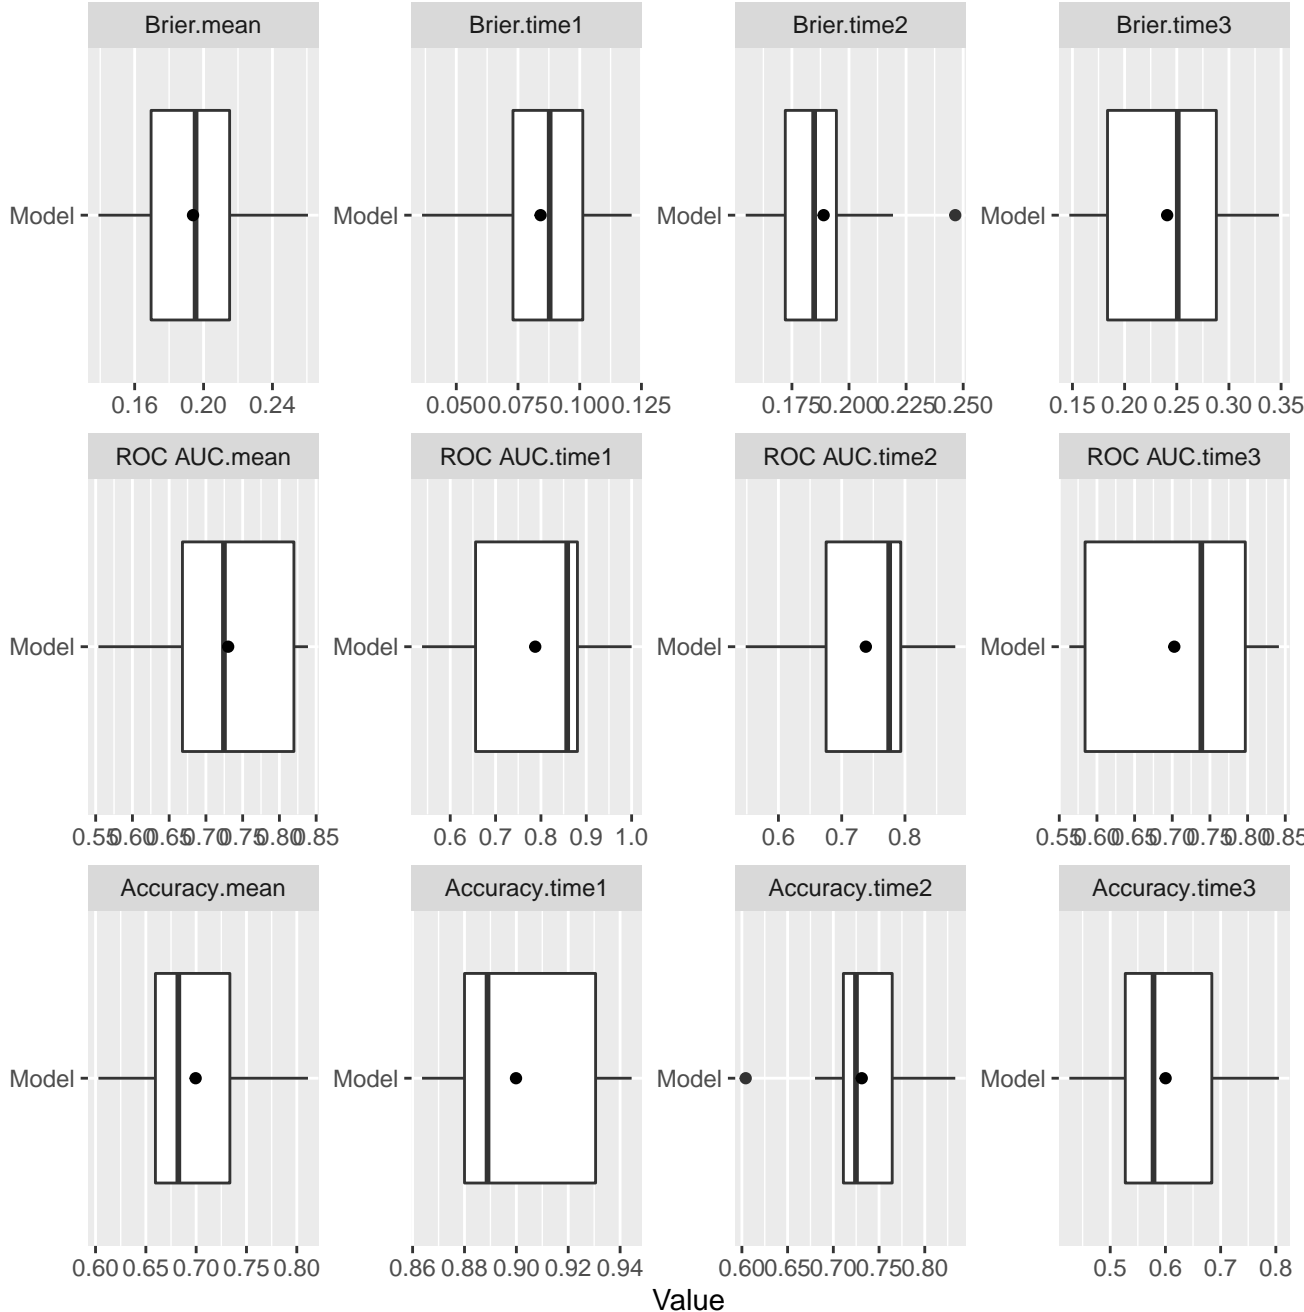 Brier.mean Brier.time1 Brier.time2 Brier.time3
Model Model Model Model
0.16 0.20 0.24 0.050 0.075 0.100 0.125 0.175 0.200 0.225 0.250 0.15 0.20 0.25 0.30 0.35
ROC AUC.mean ROC AUC.time1 ROC AUC.time2 ROC AUC.time3
Model Model Model Model
0.55 0.60 0.65 0.70 0.75 0.80 0.85 0.6 0.7 0.8 0.9 1.0 0.6 0.7 0.8 0.55 0.60 0.65 0.70 0.75 0.80 0.85
Accuracy.mean Accuracy.time1 Accuracy.time2 Accuracy.time3
Model Model Model Model
0.60 0.65 0.70 0.75 0.80 0.86 0.88 0.90 0.92 0.94 0.60 0.65 0.70 0.75 0.80 0.5 0.6 0.7 0.8
Value